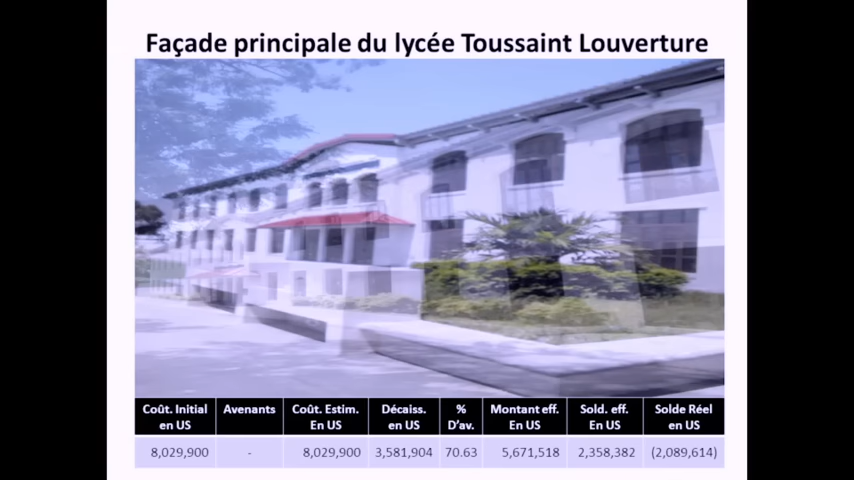 Façade principale du lycée Toussaint Louverture
Coût. Initial en US Avenants Coût. Estim. En US Décaiss. en US % D'av. Montant eff. En US Sold. eff. En US Solde Réel en US
8,029,900 - 8,029,900 3,581,904 70.63 5,671,518 2,358,382 (2,089,614)